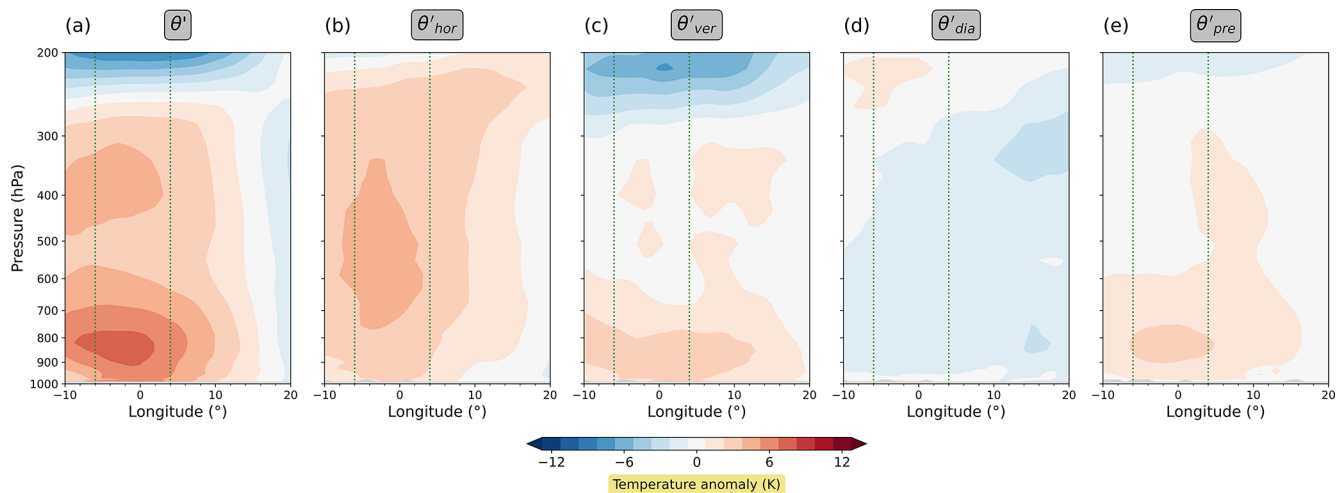 (a) θ' (b) θ'hor (c) θ'ver (d) θ'dia (e) θ'pre
200
300
400
500
600
700
800
900
1000
Pressure (hPa)
−10 0 10 20 −10 0 10 20 −10 0 10 20 −10 0 10 20 −10 0 10 20
Longitude (°) Longitude (°) Longitude (°) Longitude (°) Longitude (°)
−12 −6 0 6 12
Temperature anomaly (K)